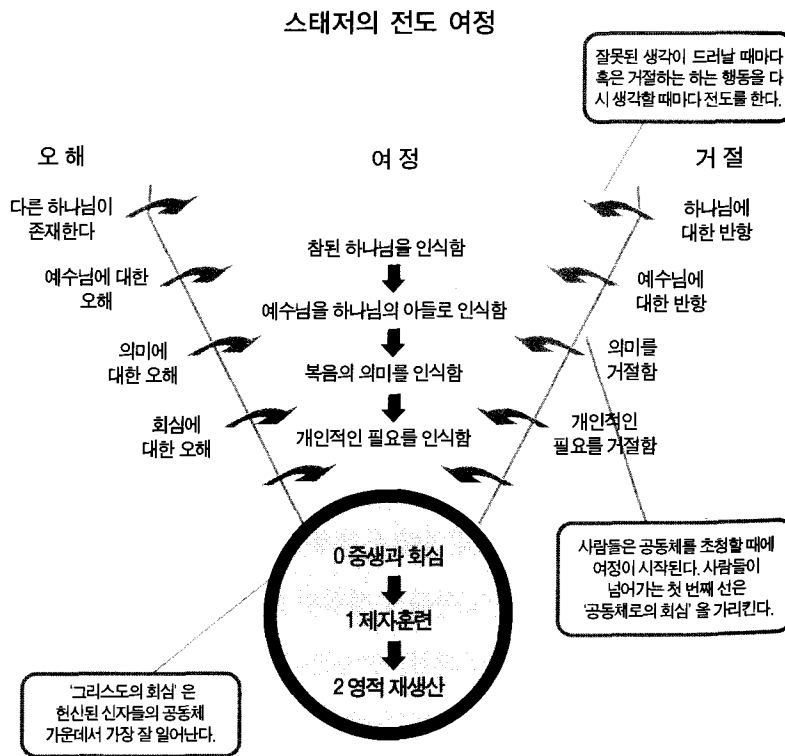 스태저의 전도 여정
잘못된 생각이 드러날 때마다
혹은 거절하는 하는 행동을 다
시 생각할 때마다 전도를 한다.
오해
여정
거절
다른 하나님이
존재한다
하나님에
대한 반항
참된 하나님을 인식함
예수님에 대한
오해
예수님에
대한 반항
예수님을 하나님의 아들로 인식함
의미에
대한 오해
의미를
거절함
복음의 의미를 인식함
회심에
대한 오해
개인적인
필요를 거절함
개인적인 필요를 인식함
0 중생과 회심
1 제자훈련
2 영적 재생산
사람들은 공동체를 초청할 때에
여정이 시작된다. 사람들이
넘어가는 첫 번째 선은
'공동체로의 회심' 을 가리킨다.
'그리스도의 회심' 은
헌신된 신자들의 공동체
가운데서 가장 잘 일어난다.